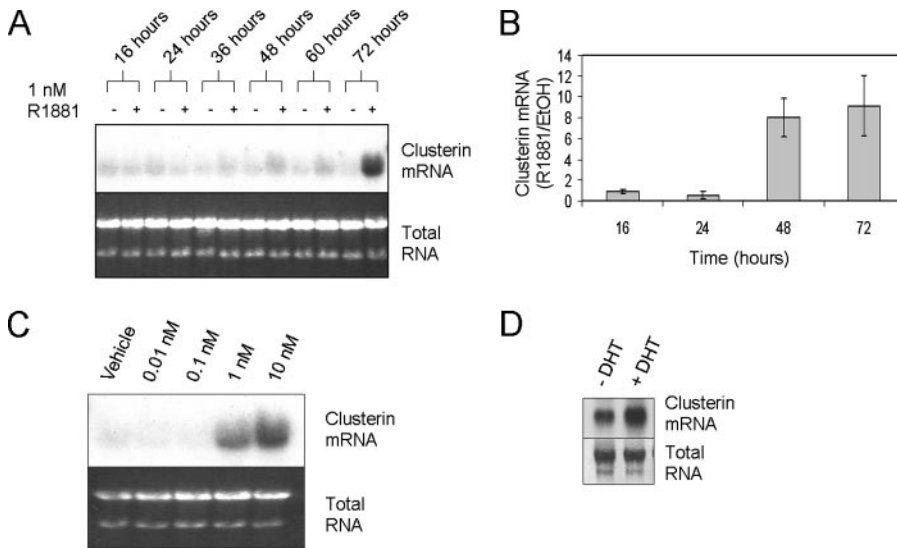 A
16 hours
24 hours
36 hours
48 hours
60 hours
72 hours
1 nM
R1881
- + - + - + - + - + - +
Clusterin
mRNA
Total
RNA
B
Clusterin mRNA
(R1881/EtOH)
14
12
10
8
6
4
2
0
16 24 48 72
Time (hours)
C
Vehicle
0.01 nM
0.1 nM
1 nM
10 nM
Clusterin
mRNA
Total
RNA
D
- DHT
+ DHT
Clusterin
mRNA
Total
RNA